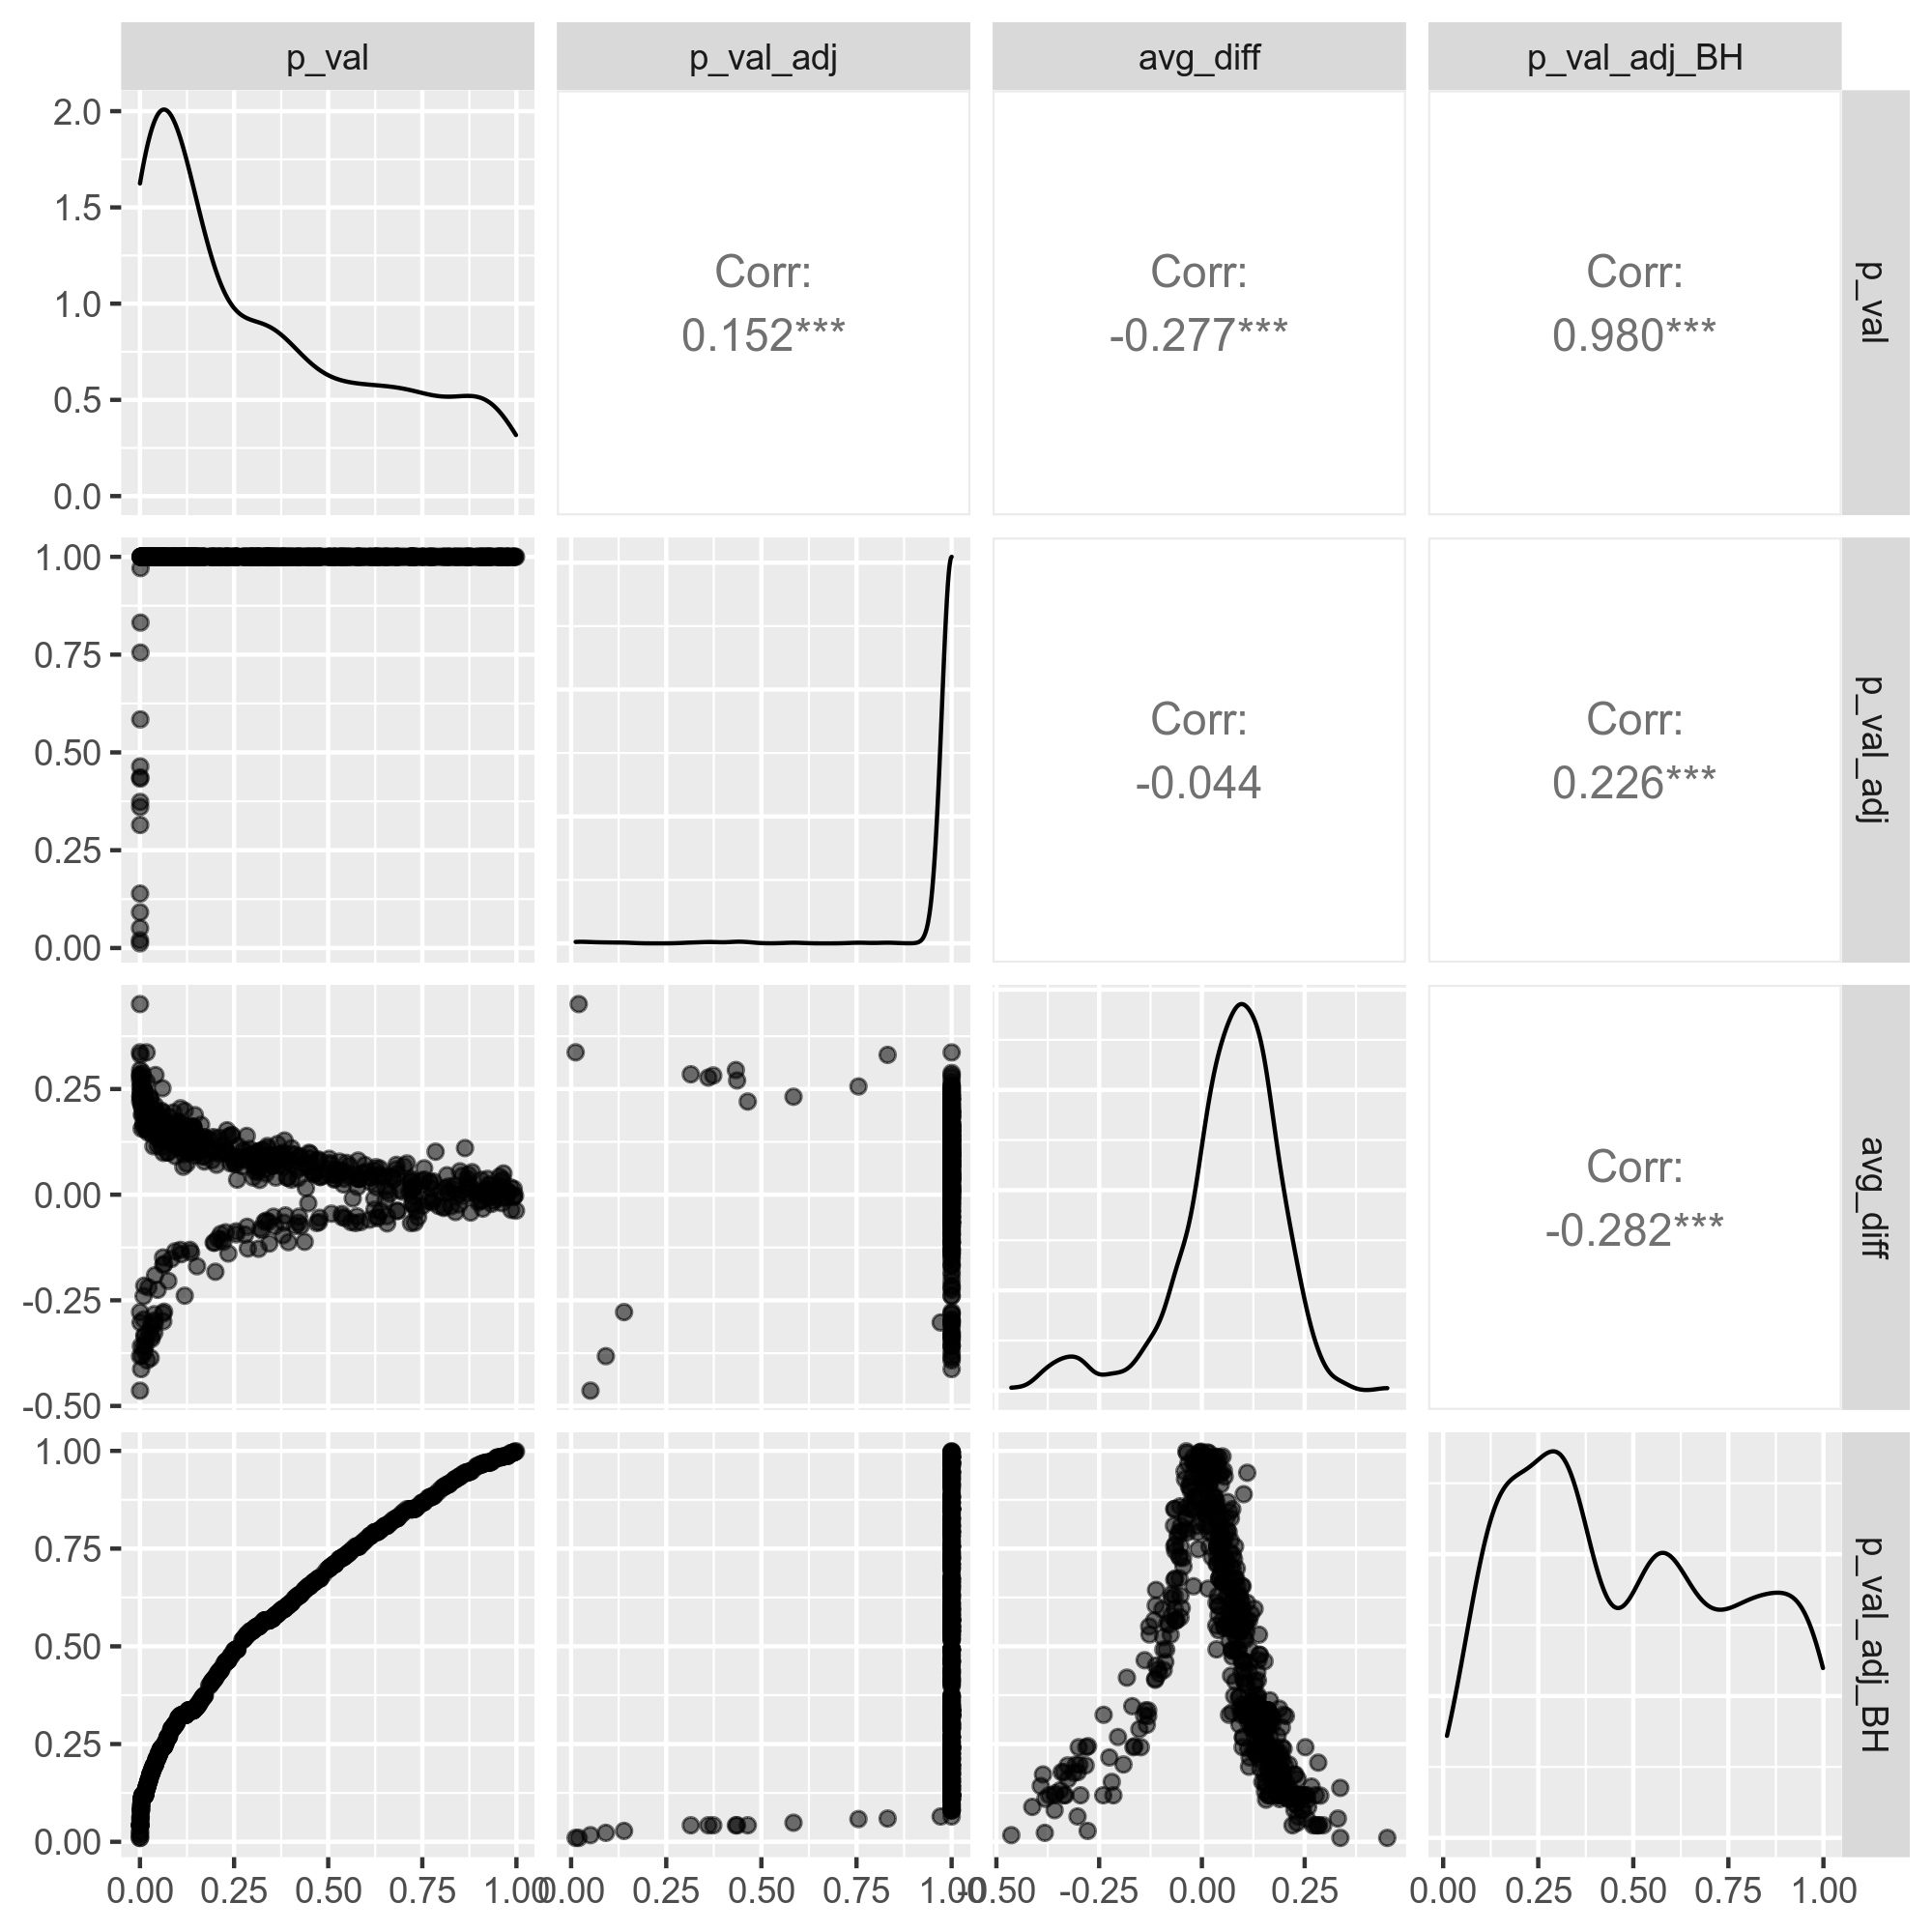 p_val
p_val_adj
avg_diff
p_val_adj_BH
2.0
1.5
1.0
0.5
0.0
Corr:
0.152***
Corr:
-0.277***
Corr:
0.980***
p_val
1.00
0.75
0.50
0.25
0.00
Corr:
-0.044
Corr:
0.226***
p_val_adj
0.25
0.00
-0.25
-0.50
Corr:
-0.282***
avg_diff
1.00
0.75
0.50
0.25
0.00
p_val_adj_BH
0.00 0.25 0.50 0.75 1.00
0.00 0.25 0.50 0.75 1.00
-0.50 -0.25 0.00 0.25
0.00 0.25 0.50 0.75 1.00